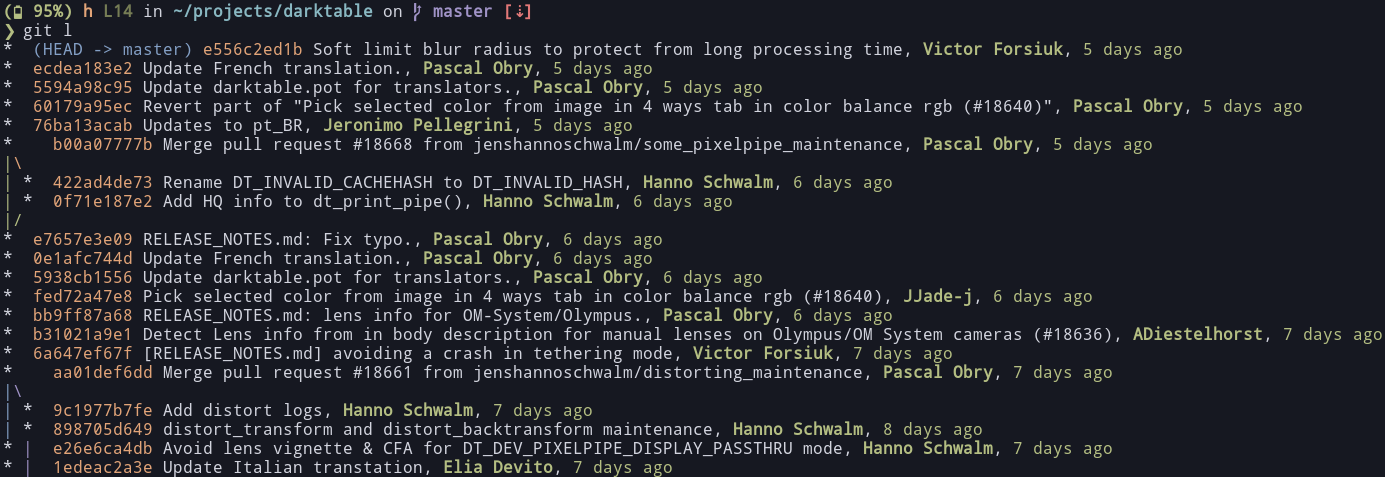 ( 95%) h L14 in ~/projects/darktable on master [⇣]
❯ git l
*  (HEAD -> master) e556c2ed1b Soft limit blur radius to protect from long processing time, Victor Forsiuk, 5 days ago
*  ecdea183e2 Update French translation., Pascal Obry, 5 days ago
*  5594a98c95 Update darktable.pot for translators., Pascal Obry, 5 days ago
*  60179a95ec Revert part of "Pick selected color from image in 4 ways tab in color balance rgb (#18640)", Pascal Obry, 5 days ago
*  76ba13acab Updates to pt_BR, Jeronimo Pellegrini, 5 days ago
*    b00a07777b Merge pull request #18668 from jenshannoschwalm/some_pixelpipe_maintenance, Pascal Obry, 5 days ago
|\
| *  422ad4de73 Rename DT_INVALID_CACHEHASH to DT_INVALID_HASH, Hanno Schwalm, 6 days ago
| *  0f71e187e2 Add HQ info to dt_print_pipe(), Hanno Schwalm, 6 days ago
|/
*  e7657e3e09 RELEASE_NOTES.md: Fix typo., Pascal Obry, 6 days ago
*  0e1afc744d Update French translation., Pascal Obry, 6 days ago
*  5938cb1556 Update darktable.pot for translators., Pascal Obry, 6 days ago
*  fed72a47e8 Pick selected color from image in 4 ways tab in color balance rgb (#18640), JJade-j, 6 days ago
*  bb9ff87a68 RELEASE_NOTES.md: lens info for OM-System/Olympus., Pascal Obry, 6 days ago
*  b31021a9e1 Detect Lens info from in body description for manual lenses on Olympus/OM System cameras (#18636), ADiestelhorst, 7 days ago
*  6a647ef67f [RELEASE_NOTES.md] avoiding a crash in tethering mode, Victor Forsiuk, 7 days ago
*    aa01def6dd Merge pull request #18661 from jenshannoschwalm/distorting_maintenance, Pascal Obry, 7 days ago
|\
| *  9c1977b7fe Add distort logs, Hanno Schwalm, 7 days ago
| *  898705d649 distort_transform and distort_backtransform maintenance, Hanno Schwalm, 8 days ago
* |  e26e6ca4db Avoid lens vignette & CFA for DT_DEV_PIXELPIPE_DISPLAY_PASSTHRU mode, Hanno Schwalm, 7 days ago
* |  1edeac2a3e Update Italian transtation, Elia Devito, 7 days ago